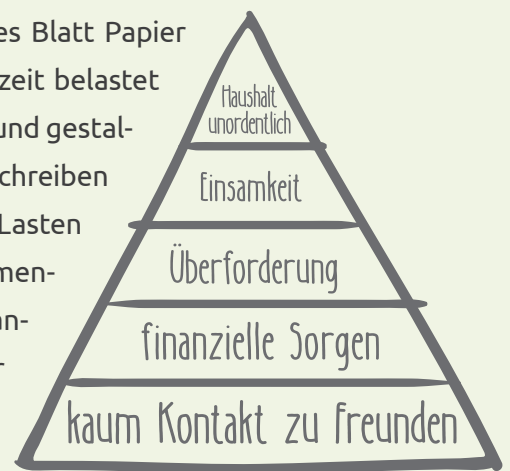 es Blatt Papier
zeit belastet
und gestal-
chreiben
Lasten
men-
n-
Haushalt
unordentlich
Einsamkeit
Überforderung
finanzielle Sorgen
kaum Kontakt zu Freunden